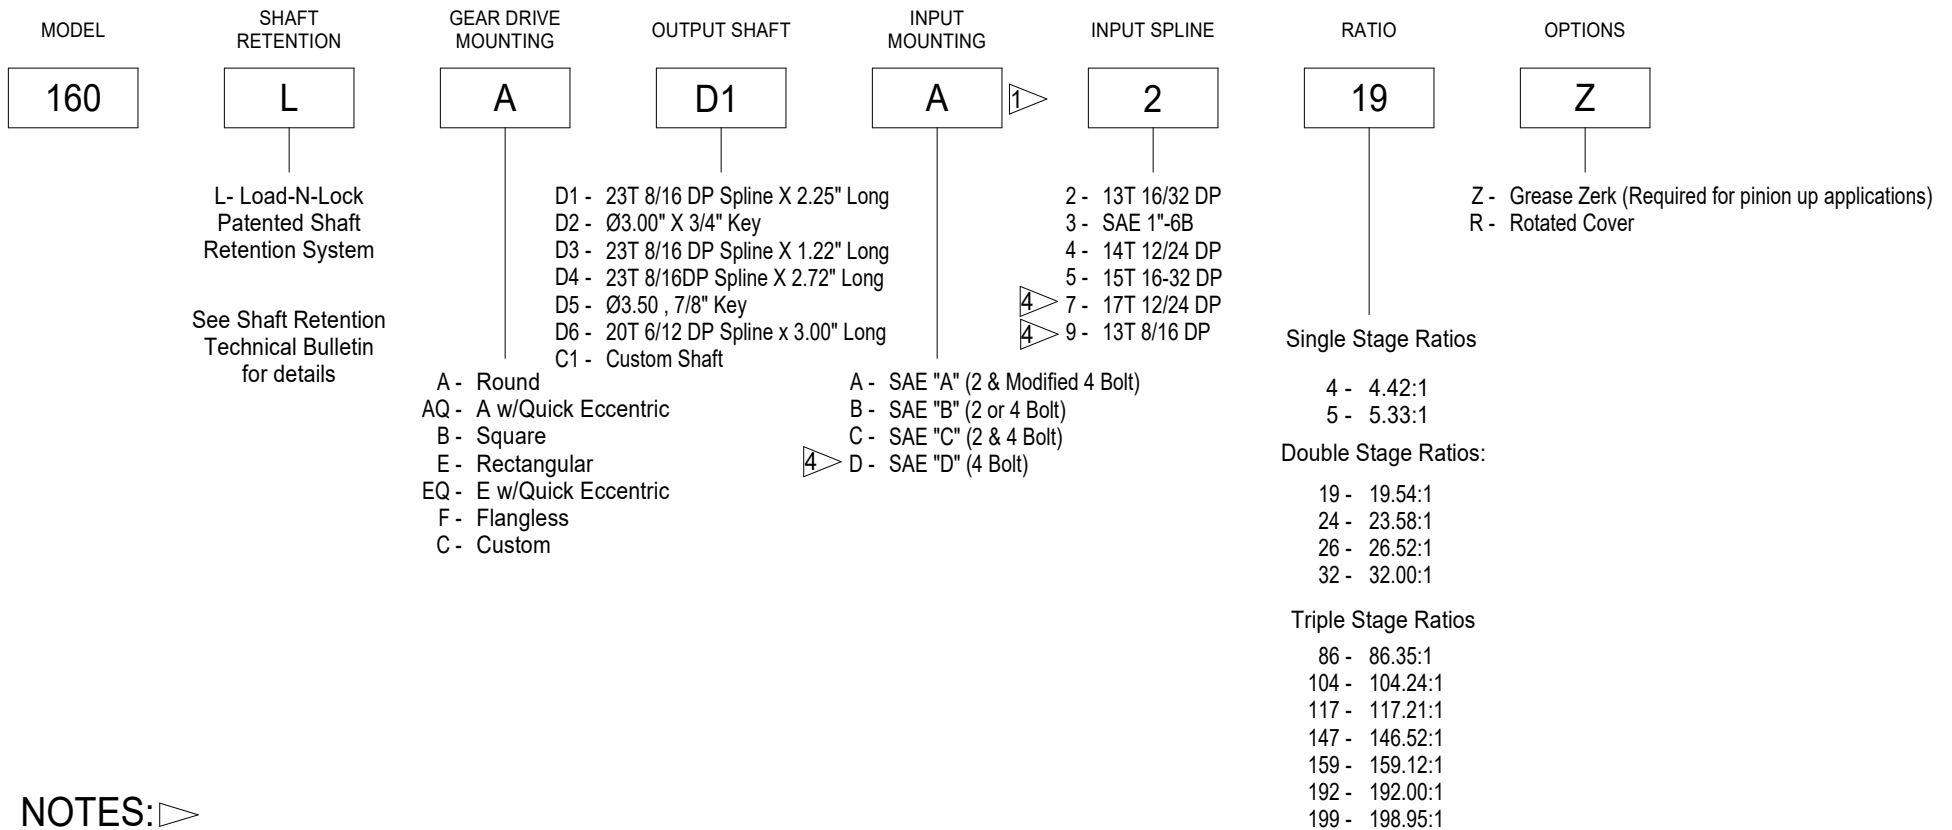 MODEL
SHAFT
RETENTION
GEAR DRIVE
MOUNTING
OUTPUT SHAFT
INPUT
MOUNTING
INPUT SPLINE
RATIO
OPTIONS
160
L
A
D1
A
1
2
19
Z
L- Load-N-Lock
Patented Shaft
Retention System
See Shaft Retention
Technical Bulletin
for details
A - Round
AQ - A w/Quick Eccentric
B - Square
E - Rectangular
EQ - E w/Quick Eccentric
F - Flangless
C - Custom
D1 - 23T 8/16 DP Spline X 2.25" Long
D2 - Ø3.00" X 3/4" Key
D3 - 23T 8/16 DP Spline X 1.22" Long
D4 - 23T 8/16DP Spline X 2.72" Long
D5 - Ø3.50 , 7/8" Key
D6 - 20T 6/12 DP Spline x 3.00" Long
C1 - Custom Shaft
A - SAE "A" (2 & Modified 4 Bolt)
B - SAE "B" (2 or 4 Bolt)
C - SAE "C" (2 & 4 Bolt)
4 D - SAE "D" (4 Bolt)
2 - 13T 16/32 DP
3 - SAE 1"-6B
4 - 14T 12/24 DP
5 - 15T 16-32 DP
4 7 - 17T 12/24 DP
4 9 - 13T 8/16 DP
Single Stage Ratios
4 - 4.42:1
5 - 5.33:1
Double Stage Ratios:
19 - 19.54:1
24 - 23.58:1
26 - 26.52:1
32 - 32.00:1
Triple Stage Ratios
86 - 86.35:1
104 - 104.24:1
117 - 117.21:1
147 - 146.52:1
159 - 159.12:1
192 - 192.00:1
199 - 198.95:1
Z - Grease Zerk (Required for pinion up applications)
R - Rotated Cover
NOTES: